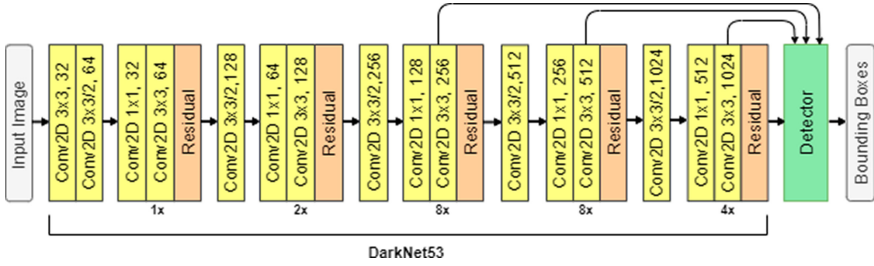 Input Image
Conv2D 3x3, 32
Conv2D 3x3/2, 64
Conv2D 1x1, 32
Conv2D 3x3, 64
Residual
1x
Conv2D 3x3/2,128
Conv2D 1x1, 64
Conv2D 3x3, 128
Residual
2x
Conv2D 3x3/2,256
Conv2D 1x1, 128
Conv2D 3x3, 256
Residual
8x
Conv2D 3x3/2,512
Conv2D 1x1, 256
Conv2D 3x3, 512
Residual
8x
Conv2D 3x3/2,1024
Conv2D 1x1, 512
Conv2D 3x3, 1024
Residual
4x
Detector
Bounding Boxes
DarkNet53